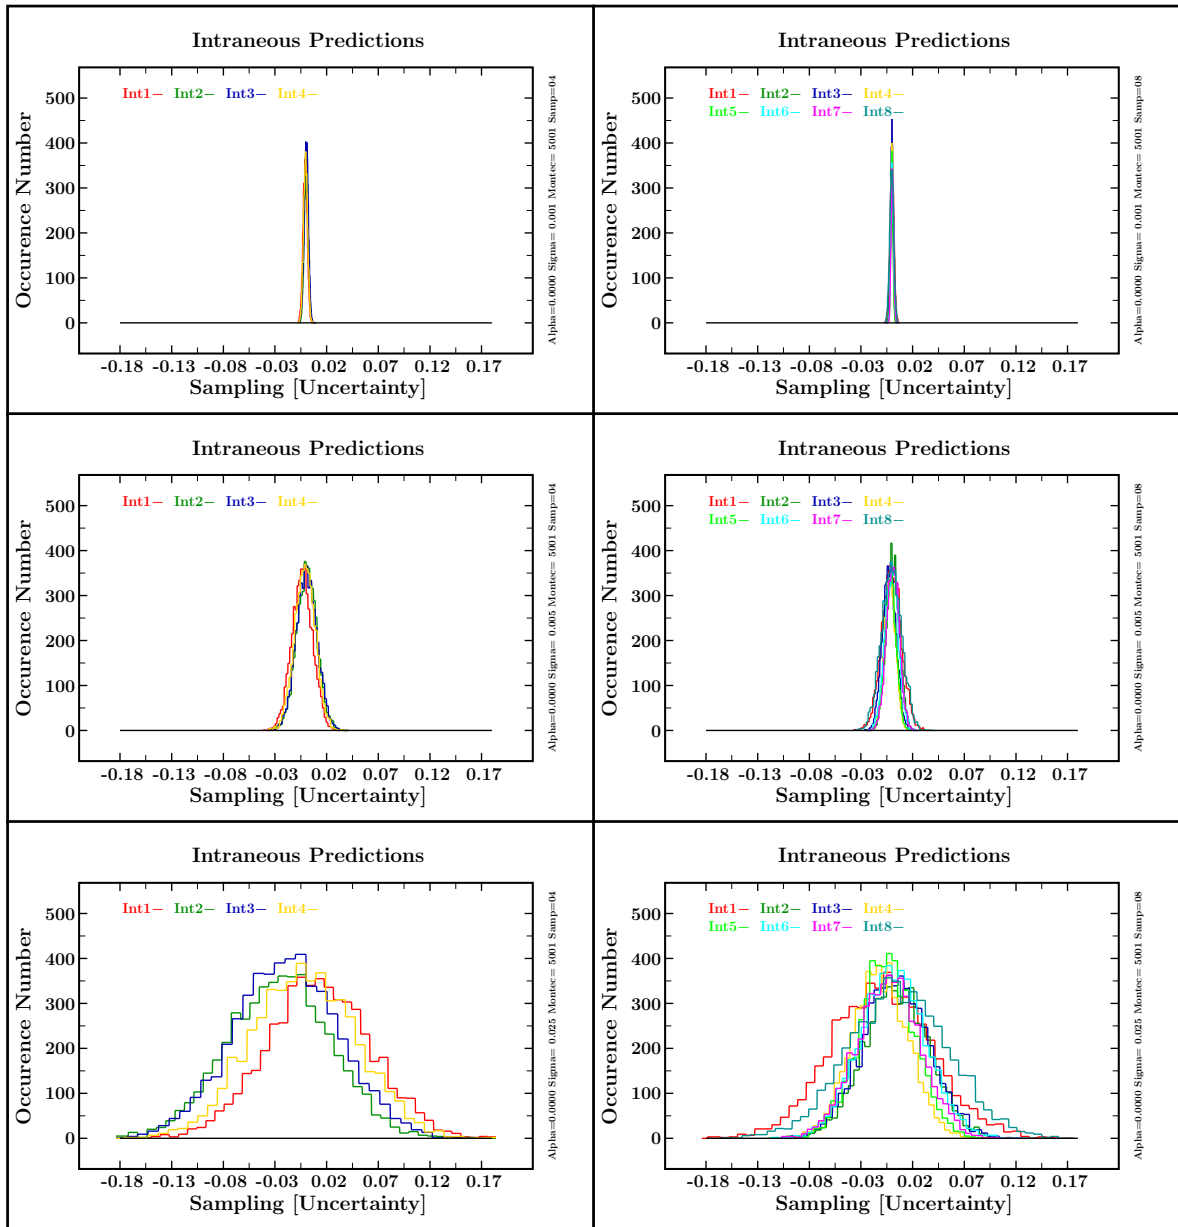 Intraneous Predictions
Int1− Int2− Int3− Int4−
500
400
300
200
100
0
Occurence Number
-0.18 -0.13 -0.08 -0.03 0.02 0.07 0.12 0.17
Sampling [Uncertainty]
Alpha=0.0000 Sigma= 0.001 Montec= 5001 Samp=04
Intraneous Predictions
Int1− Int2− Int3− Int4−
Int5− Int6− Int7− Int8−
500
400
300
200
100
0
Occurence Number
-0.18 -0.13 -0.08 -0.03 0.02 0.07 0.12 0.17
Sampling [Uncertainty]
Alpha=0.0000 Sigma= 0.001 Montec= 5001 Samp=08
Intraneous Predictions
Int1− Int2− Int3− Int4−
500
400
300
200
100
0
Occurence Number
-0.18 -0.13 -0.08 -0.03 0.02 0.07 0.12 0.17
Sampling [Uncertainty]
Alpha=0.0000 Sigma= 0.005 Montec= 5001 Samp=04
Intraneous Predictions
Int1− Int2− Int3− Int4−
Int5− Int6− Int7− Int8−
500
400
300
200
100
0
Occurence Number
-0.18 -0.13 -0.08 -0.03 0.02 0.07 0.12 0.17
Sampling [Uncertainty]
Alpha=0.0000 Sigma= 0.005 Montec= 5001 Samp=08
Intraneous Predictions
Int1− Int2− Int3− Int4−
500
400
300
200
100
0
Occurence Number
-0.18 -0.13 -0.08 -0.03 0.02 0.07 0.12 0.17
Sampling [Uncertainty]
Alpha=0.0000 Sigma= 0.025 Montec= 5001 Samp=04
Intraneous Predictions
Int1− Int2− Int3− Int4−
Int5− Int6− Int7− Int8−
500
400
300
200
100
0
Occurence Number
-0.18 -0.13 -0.08 -0.03 0.02 0.07 0.12 0.17
Sampling [Uncertainty]
Alpha=0.0000 Sigma= 0.025 Montec= 5001 Samp=08